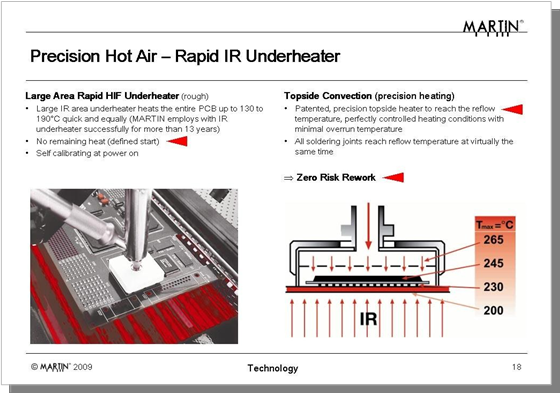 MARTIN®
Precision Hot Air – Rapid IR Underheater
Large Area Rapid HIF Underheater (rough)
• Large IR area underheater heats the entire PCB up to 130 to
190°C quick and equally (MARTIN employs with IR
underheater successfully for more than 13 years)
• No remaining heat (defined start)
• Self calibrating at power on
Topside Convection (precision heating)
• Patented, precision topside heater to reach the reflow
temperature, perfectly controlled heating conditions with
minimal overrun temperature
• All soldering joints reach reflow temperature at virtually the
same time
⇒ Zero Risk Rework
Tmax=°C
265
245
230
200
IR
© MARTIN® 2009
Technology
18